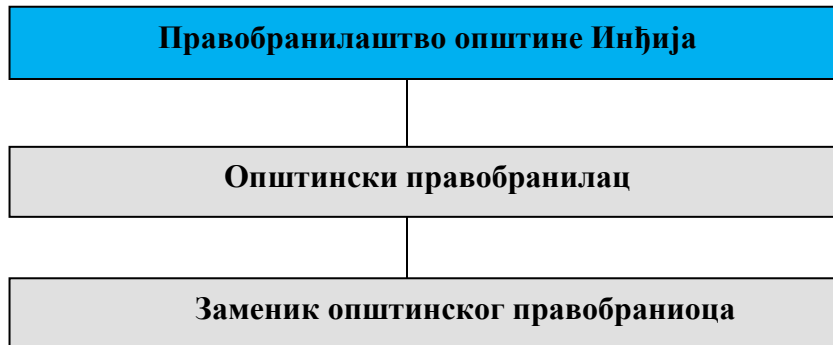 Правобранилаштво општине Инђија
Општински правобранилац
Заменик општинског правобраниоца